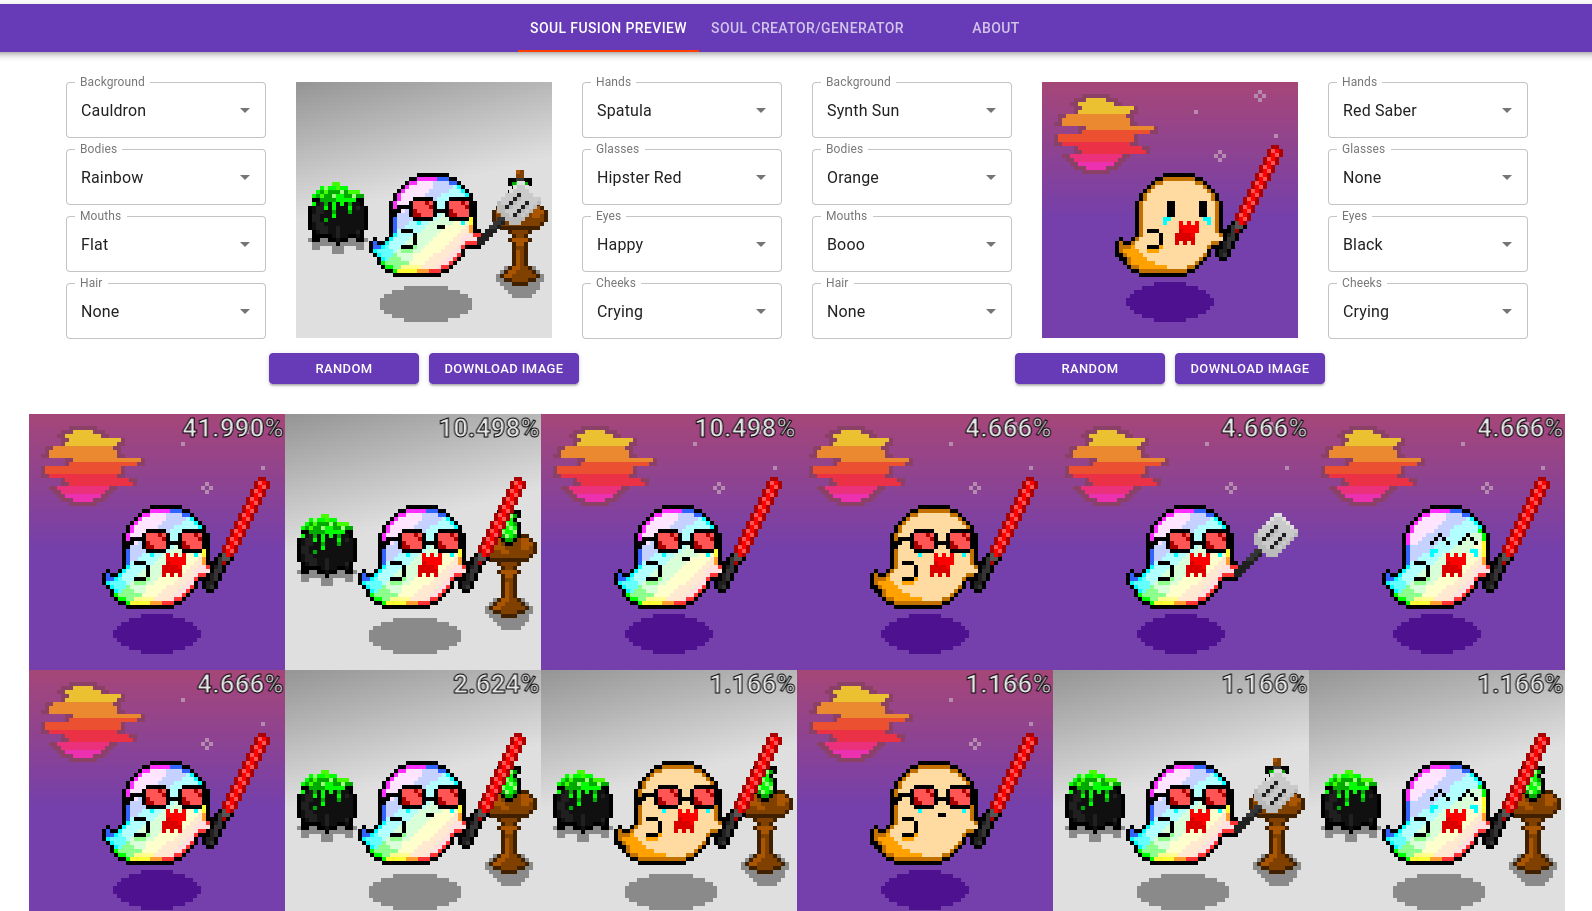 SOUL FUSION PREVIEW SOUL CREATOR/GENERATOR ABOUT
Background Hands Background Hands
Cauldron Spatula Synth Sun Red Saber
Bodies Glasses Bodies Glasses
Rainbow Hipster Red Orange None
Mouths Eyes Mouths Eyes
Flat Happy Booo Black
Hair Cheeks Hair Cheeks
None Crying None Crying
RANDOM DOWNLOAD IMAGE RANDOM DOWNLOAD IMAGE
41.990% 10.498% 10.498% 4.666% 4.666% 4.666%
4.666% 2.624% 1.166% 1.166% 1.166% 1.166%